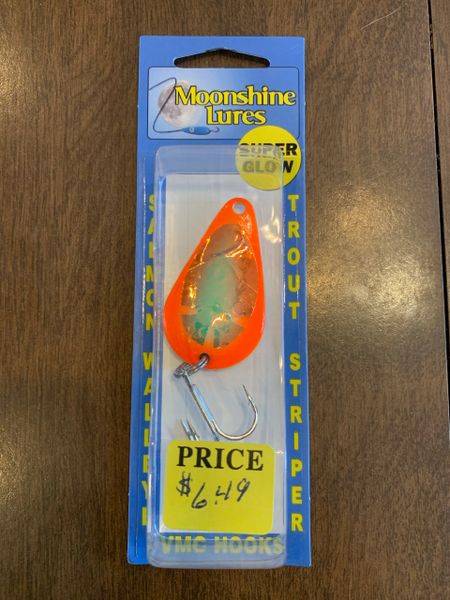 Moonshine
Lures
SUPER
GLOW
SALMON WALLEYE
TROUT STRIPER
PRICE
$6.49
VMC HOOKS